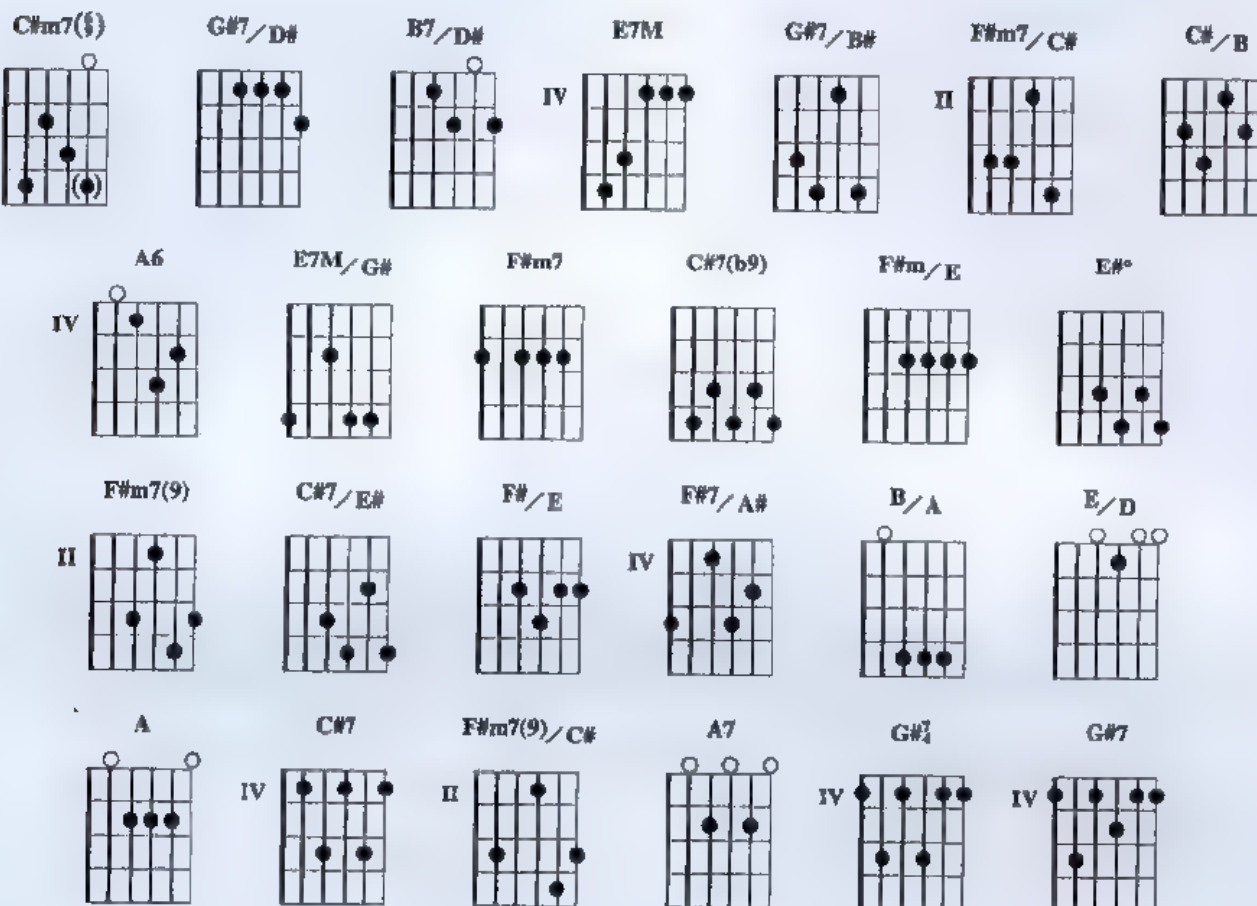 C#m7() G#7/D# B7/D# E7M G#7/B# F#m7/C# C#/B
IV II
A6 E7M/G# F#m7 C#7(b9) F#m/E E#°
IV
F#m7(9) C#7/E# F#/E F#7/A# B/A E/D
II IV
A C#7 F#m7(9)/C# A7 G#7/4 G#7
IV II IV IV